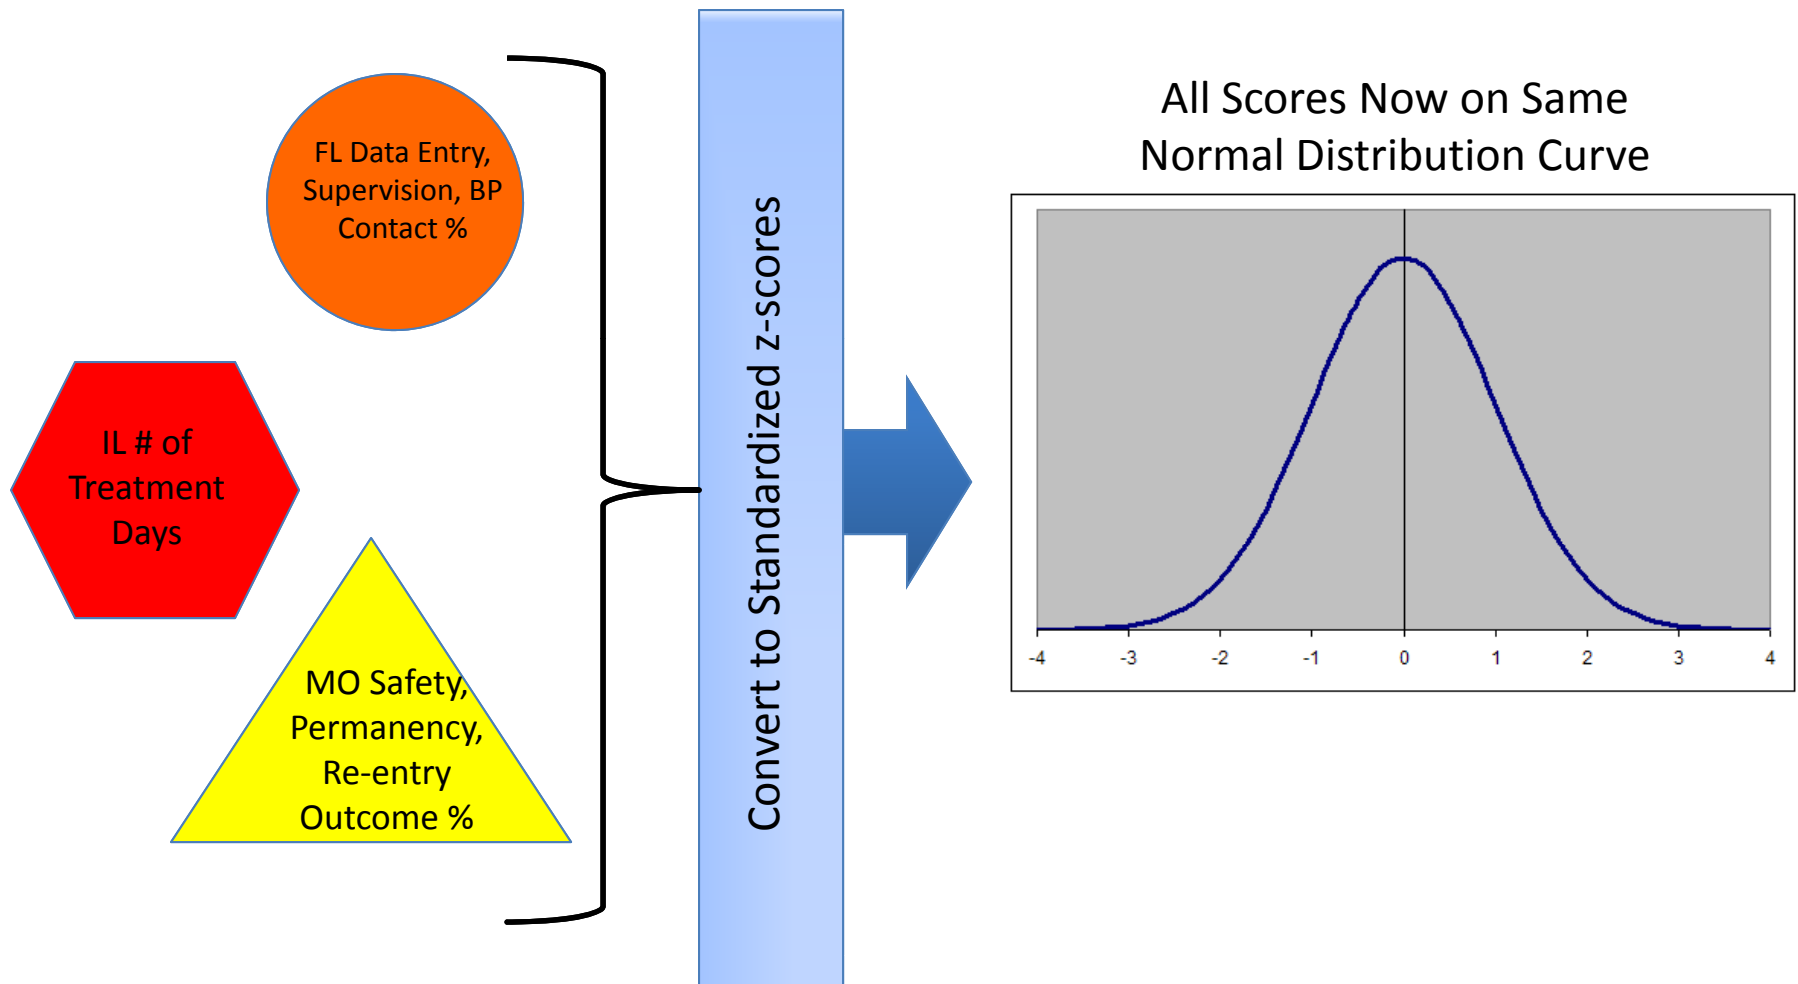 FL Data Entry,
Supervision, BP
Contact %
IL # of
Treatment
Days
MO Safety,
Permanency,
Re-entry
Outcome %
Convert to Standardized z-scores
All Scores Now on Same
Normal Distribution Curve
-4 -3 -2 -1 0 1 2 3 4